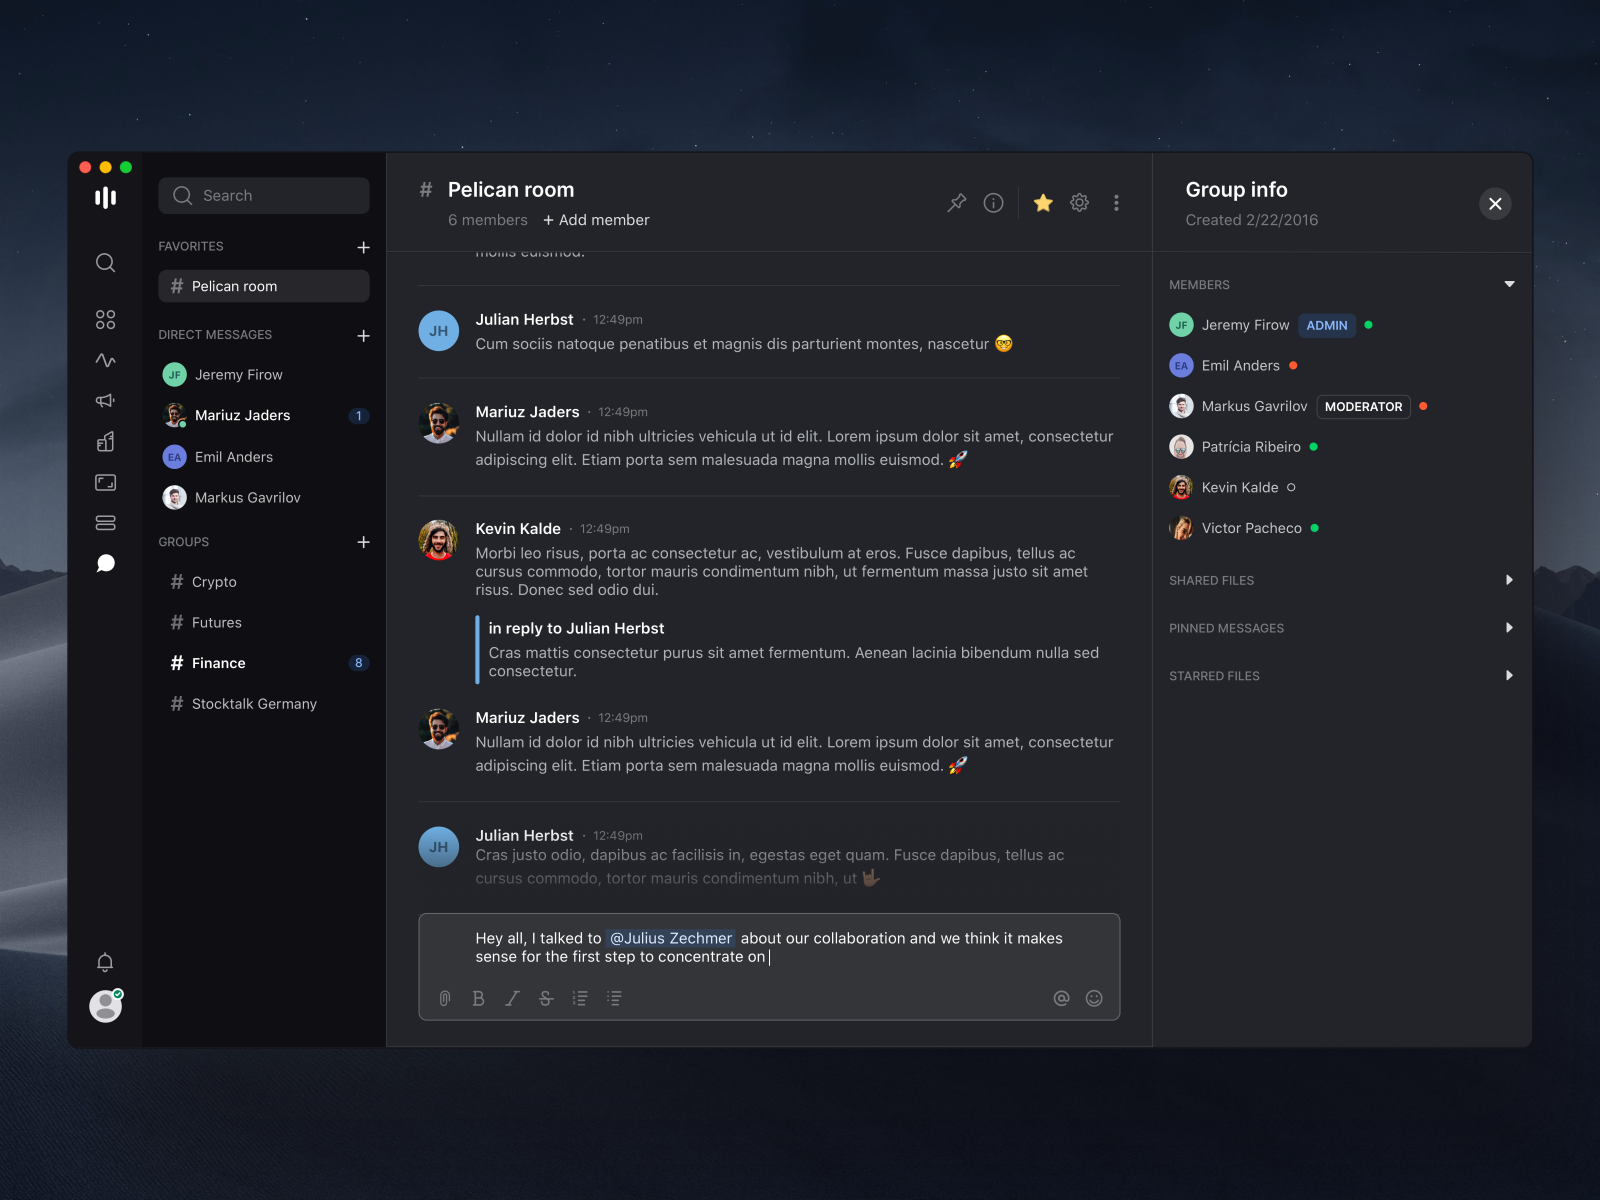 Search
FAVORITES
# Pelican room
DIRECT MESSAGES
JF Jeremy Firow
Mariuz Jaders 1
EA Emil Anders
Markus Gavrilov
GROUPS
# Crypto
# Futures
# Finance 8
# Stocktalk Germany
# Pelican room
6 members + Add member
mollis euismod.
JH Julian Herbst · 12:49pm
Cum sociis natoque penatibus et magnis dis parturient montes, nascetur 🤓
Mariuz Jaders · 12:49pm
Nullam id dolor id nibh ultricies vehicula ut id elit. Lorem ipsum dolor sit amet, consectetur
adipiscing elit. Etiam porta sem malesuada magna mollis euismod. 🚀
Kevin Kalde · 12:49pm
Morbi leo risus, porta ac consectetur ac, vestibulum at eros. Fusce dapibus, tellus ac
cursus commodo, tortor mauris condimentum nibh, ut fermentum massa justo sit amet
risus. Donec sed odio dui.
in reply to Julian Herbst
Cras mattis consectetur purus sit amet fermentum. Aenean lacinia bibendum nulla sed
consectetur.
Mariuz Jaders · 12:49pm
Nullam id dolor id nibh ultricies vehicula ut id elit. Lorem ipsum dolor sit amet, consectetur
adipiscing elit. Etiam porta sem malesuada magna mollis euismod. 🚀
JH Julian Herbst · 12:49pm
Cras justo odio, dapibus ac facilisis in, egestas eget quam. Fusce dapibus, tellus ac
cursus commodo, tortor mauris condimentum nibh, ut 🤟🏾
Hey all, I talked to @Julius Zechmer about our collaboration and we think it makes
sense for the first step to concentrate on
Group info
Created 2/22/2016
MEMBERS
JF Jeremy Firow ADMIN
EA Emil Anders
Markus Gavrilov MODERATOR
Patrícia Ribeiro
Kevin Kalde
Victor Pacheco
SHARED FILES
PINNED MESSAGES
STARRED FILES